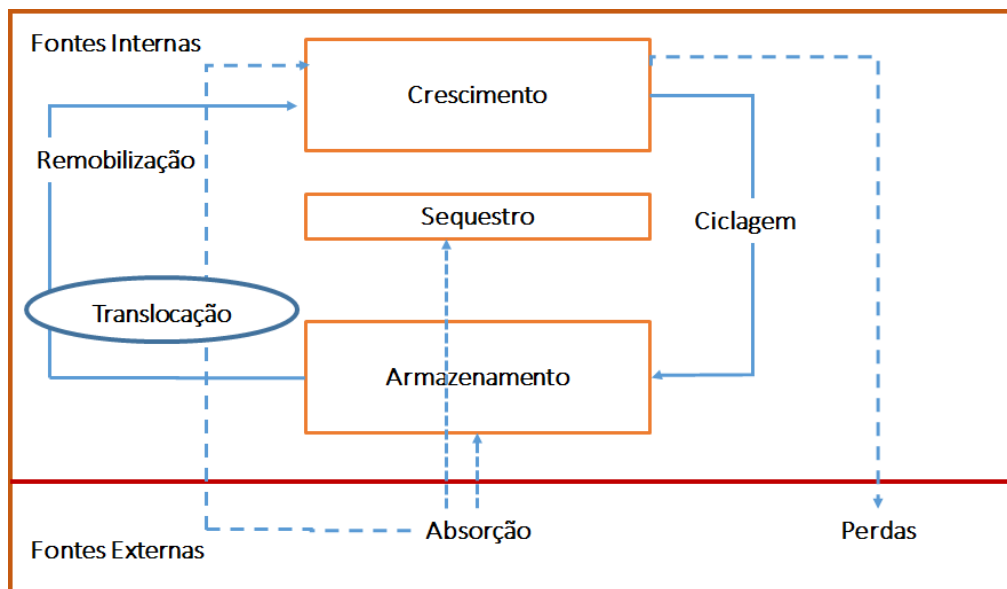 Fontes Internas
Crescimento
Remobilização
Sequestro
Ciclagem
Translocação
Armazenamento
Absorção
Perdas
Fontes Externas